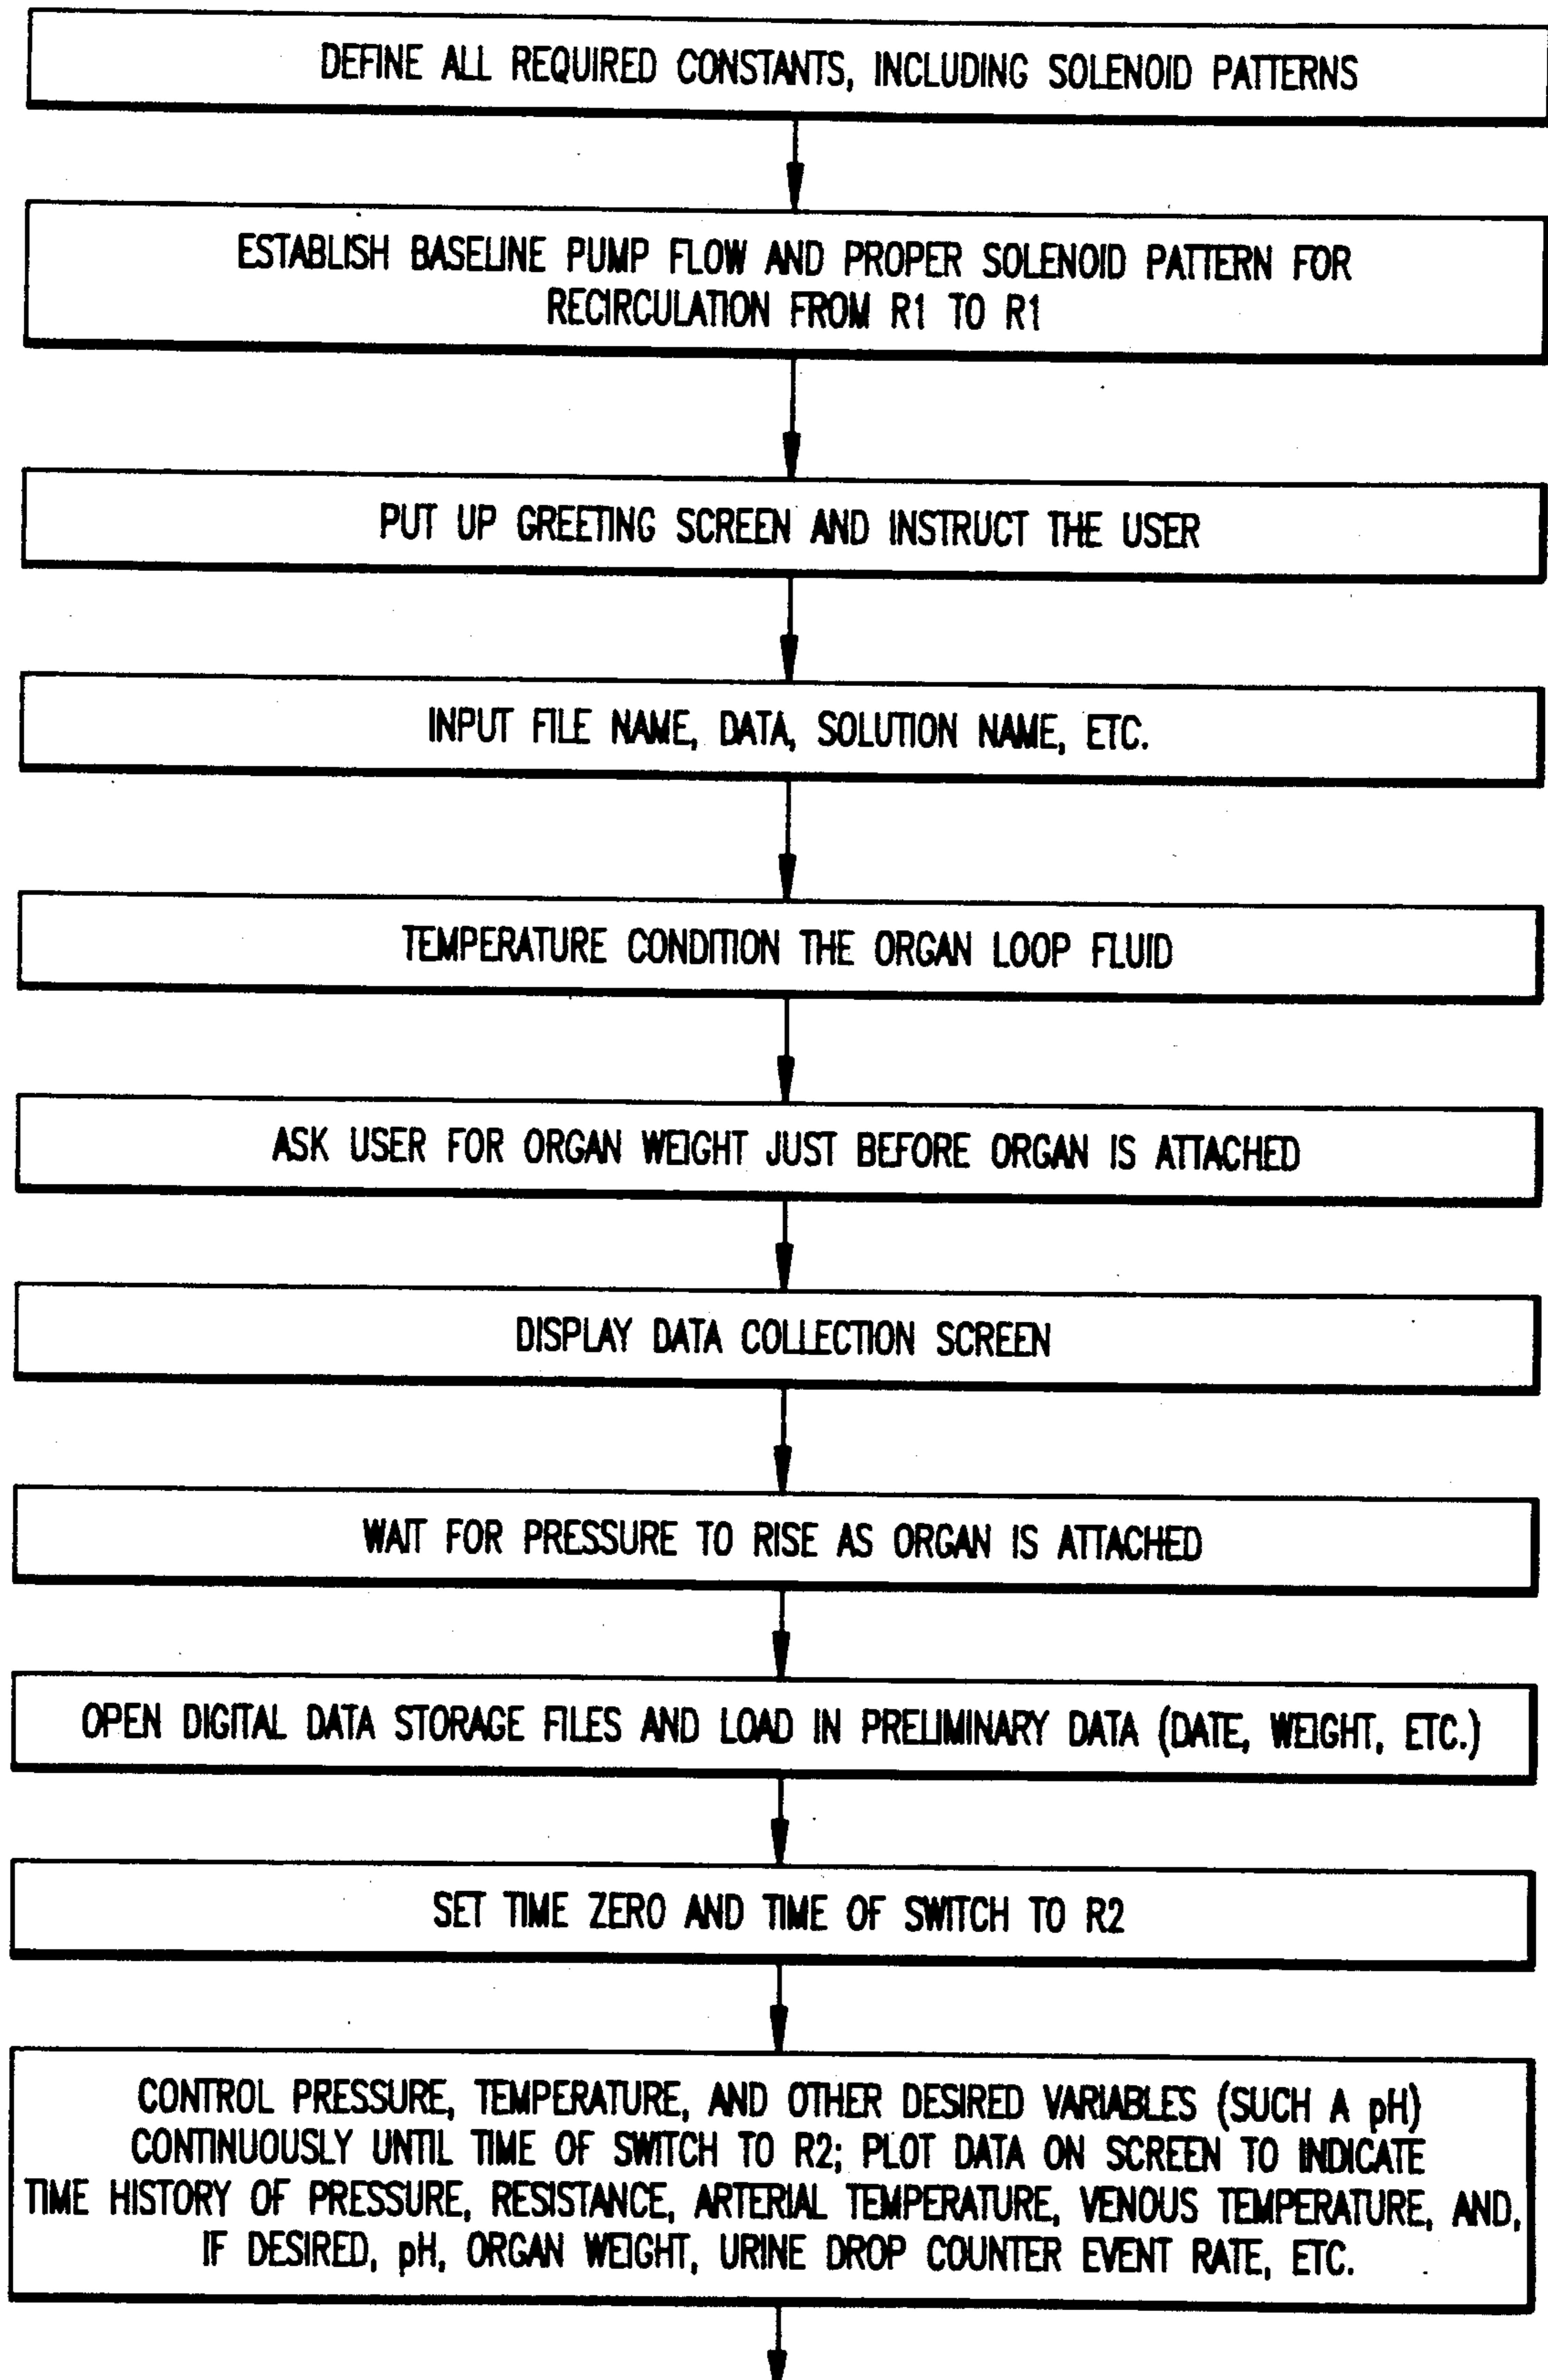 DEFINE ALL REQUIRED CONSTANTS, INCLUDING SOLENOID PATTERNS
ESTABLISH BASELINE PUMP FLOW AND PROPER SOLENOID PATTERN FOR
RECIRCULATION FROM R1 TO R1
PUT UP GREETING SCREEN AND INSTRUCT THE USER
INPUT FILE NAME, DATA, SOLUTION NAME, ETC.
TEMPERATURE CONDITION THE ORGAN LOOP FLUID
ASK USER FOR ORGAN WEIGHT JUST BEFORE ORGAN IS ATTACHED
DISPLAY DATA COLLECTION SCREEN
WAIT FOR PRESSURE TO RISE AS ORGAN IS ATTACHED
OPEN DIGITAL DATA STORAGE FILES AND LOAD IN PRELIMINARY DATA (DATE, WEIGHT, ETC.)
SET TIME ZERO AND TIME OF SWITCH TO R2
CONTROL PRESSURE, TEMPERATURE, AND OTHER DESIRED VARIABLES (SUCH A pH)
CONTINUOUSLY UNTIL TIME OF SWITCH TO R2; PLOT DATA ON SCREEN TO INDICATE
TIME HISTORY OF PRESSURE, RESISTANCE, ARTERIAL TEMPERATURE, VENOUS TEMPERATURE, AND,
IF DESIRED, pH, ORGAN WEIGHT, URINE DROP COUNTER EVENT RATE, ETC.